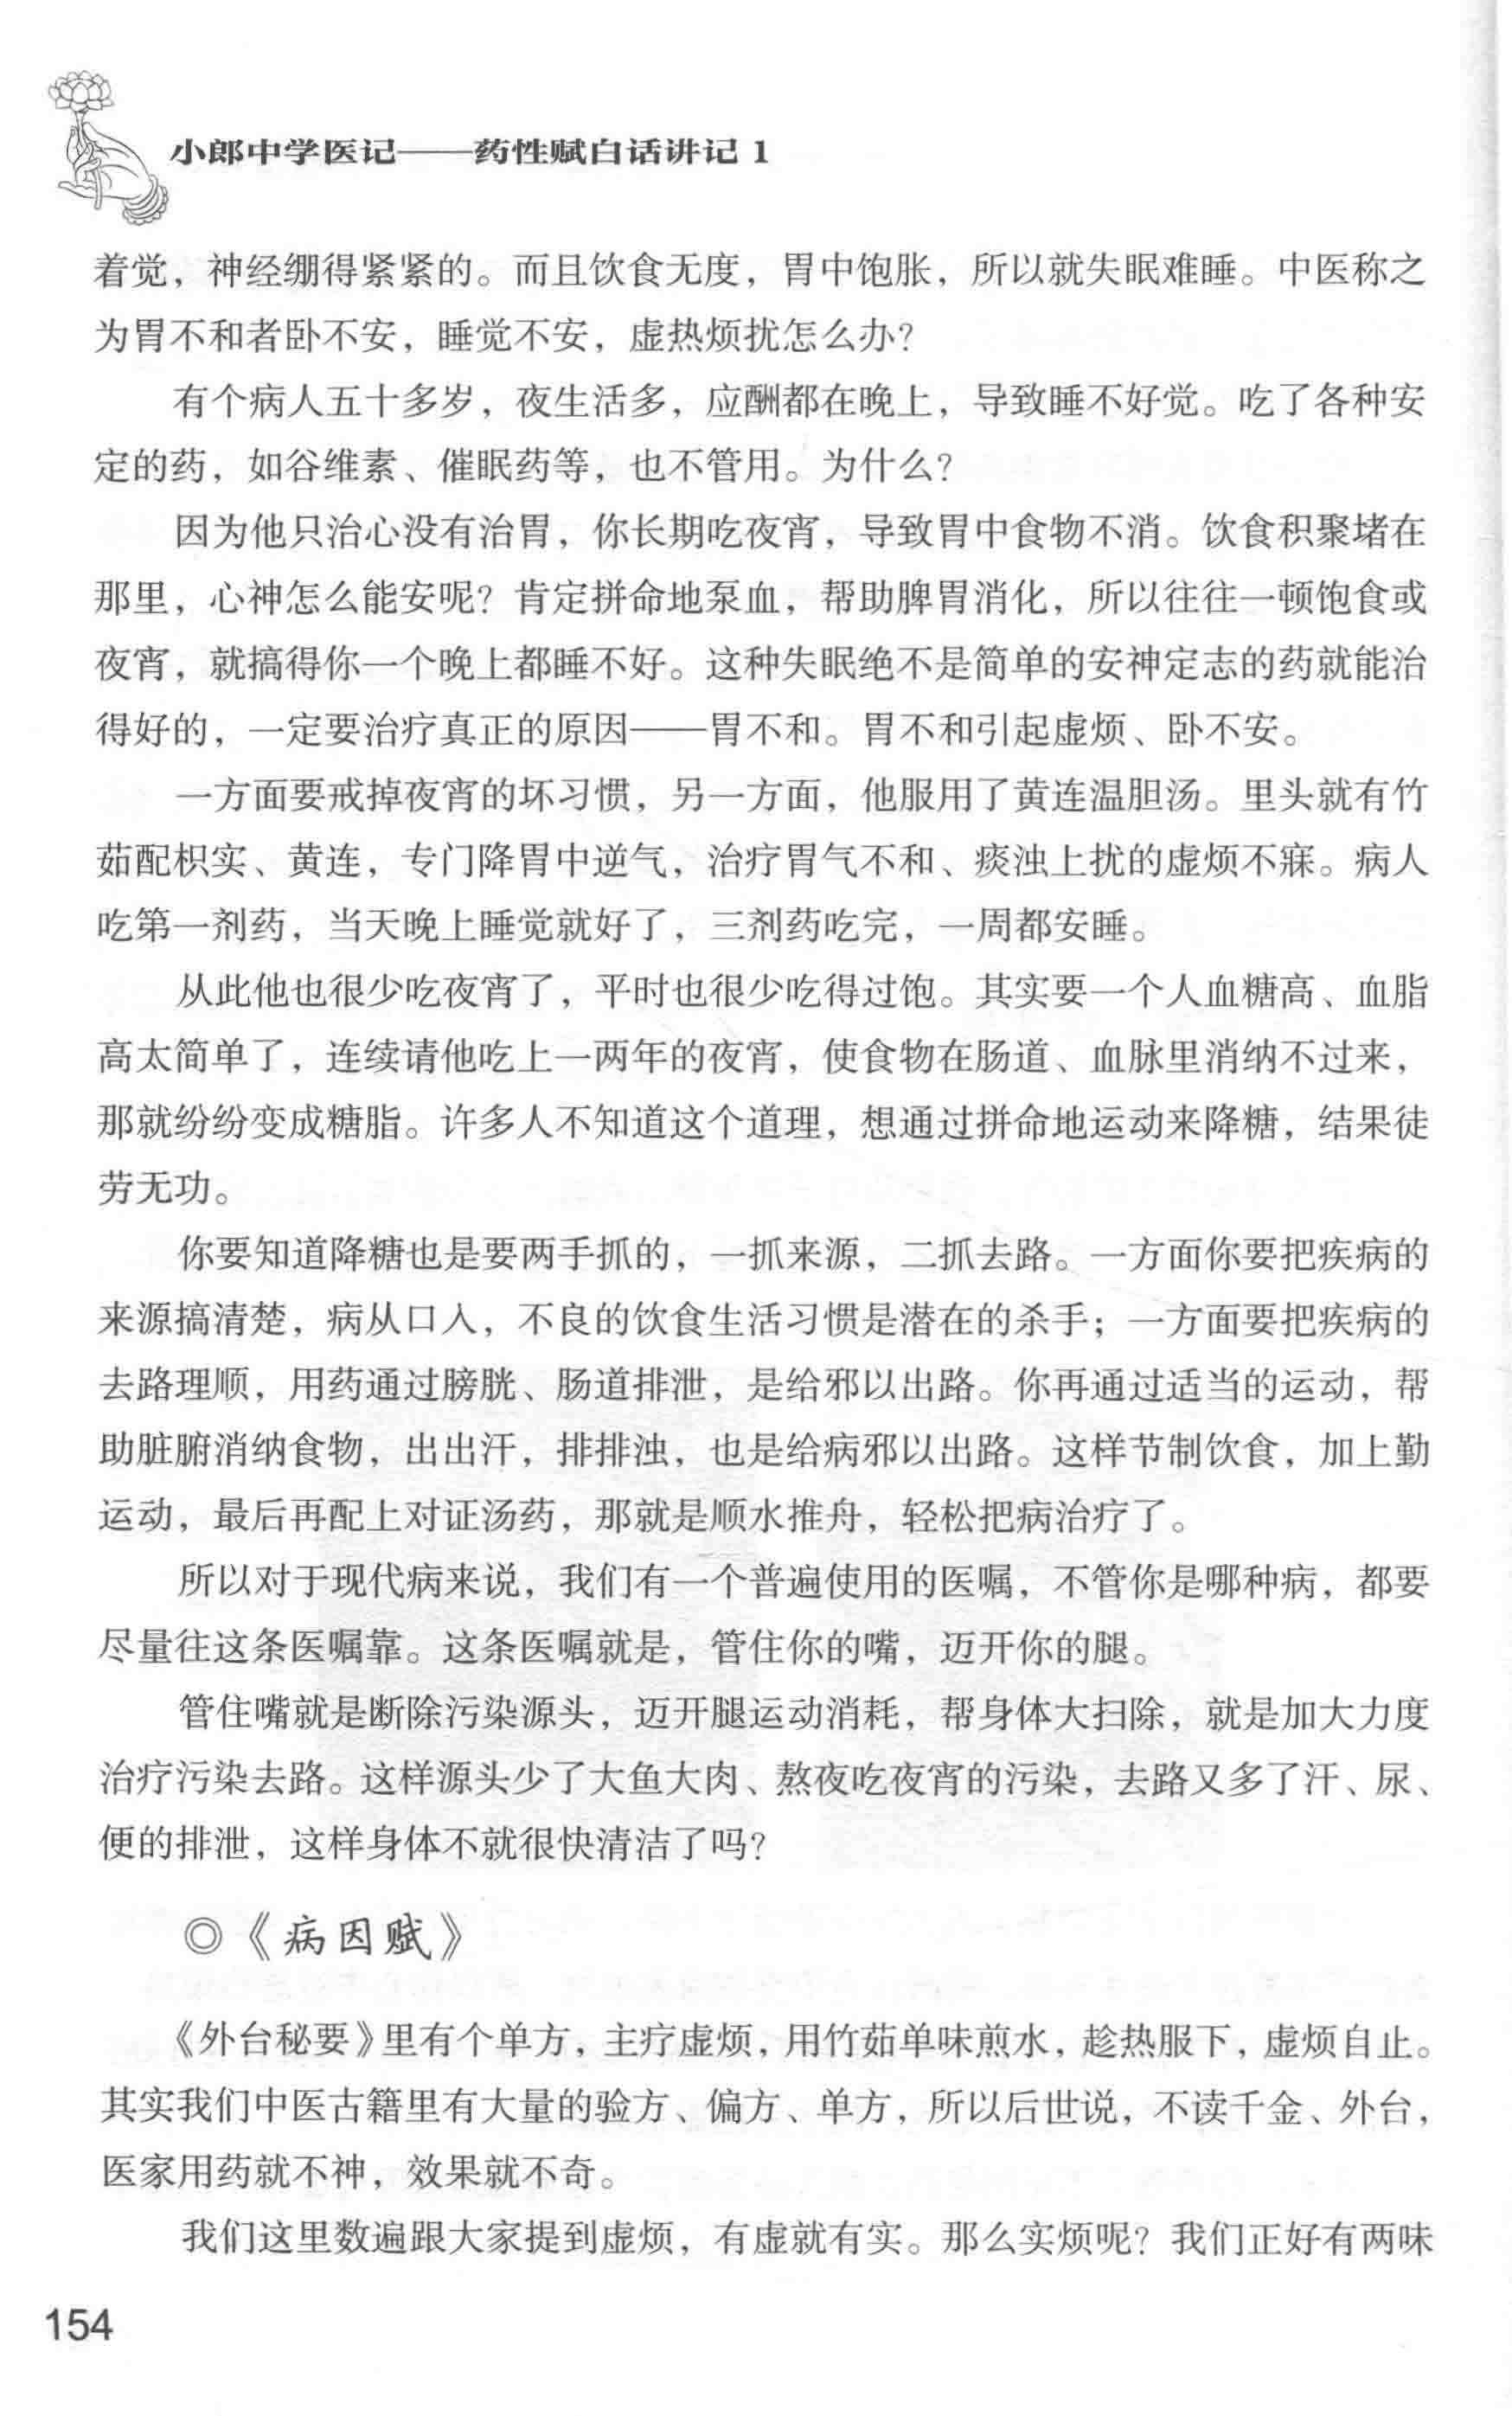 小郎中学医记——药性赋白话讲记 1
着觉，神经绷得紧紧的。而且饮食无度，胃中饱胀，所以就失眠难睡。中医称之
为胃不和者卧不安，睡觉不安，虚热烦扰怎么办？
有个病人五十多岁，夜生活多，应酬都在晚上，导致睡不好觉。吃了各种安
定的药，如谷维素、催眠药等，也不管用。为什么？
因为他只治心没有治胃，你长期吃夜宵，导致胃中食物不消。饮食积聚堵在
那里，心神怎么能安呢？肯定拼命地泵血，帮助脾胃消化，所以往往一顿饱食或
夜宵，就搞得你一个晚上都睡不好。这种失眠绝不是简单的安神定志的药就能治
得好的，一定要治疗真正的原因——胃不和。胃不和引起虚烦、卧不安。
一方面要戒掉夜宵的坏习惯，另一方面，他服用了黄连温胆汤。里头就有竹
茹配枳实、黄连，专门降胃中逆气，治疗胃气不和、痰浊上扰的虚烦不寐。病人
吃第一剂药，当天晚上睡觉就好了，三剂药吃完，一周都安睡。
从此他也很少吃夜宵了，平时也很少吃得过饱。其实要一个人血糖高、血脂
高太简单了，连续请他吃上一两年的夜宵，使食物在肠道、血脉里消纳不过来，
那就纷纷变成糖脂。许多人不知道这个道理，想通过拼命地运动来降糖，结果徒
劳无功。
你要知道降糖也是要两手抓的，一抓来源，二抓去路。一方面你要把疾病的
来源搞清楚，病从口入，不良的饮食生活习惯是潜在的杀手；一方面要把疾病的
去路理顺，用药通过膀胱、肠道排泄，是给邪以出路。你再通过适当的运动，帮
助脏腑消纳食物，出出汗，排排浊，也是给病邪以出路。这样节制饮食，加上勤
运动，最后再配上对证汤药，那就是顺水推舟，轻松把病治疗了。
所以对于现代病来说，我们有一个普遍使用的医嘱，不管你是哪种病，都要
尽量往这条医嘱靠。这条医嘱就是，管住你的嘴，迈开你的腿。
管住嘴就是断除污染源头，迈开腿运动消耗，帮身体大扫除，就是加大力度
治疗污染去路。这样源头少了大鱼大肉、熬夜吃夜宵的污染，去路又多了汗、尿、
便的排泄，这样身体不就很快清洁了吗？
◎《病因赋》
《外台秘要》里有个单方，主疗虚烦，用竹茹单味煎水，趁热服下，虚烦自止。
其实我们中医古籍里有大量的验方、偏方、单方，所以后世说，不读千金、外台，
医家用药就不神，效果就不奇。
我们这里数遍跟大家提到虚烦，有虚就有实。那么实烦呢？我们正好有两味
154